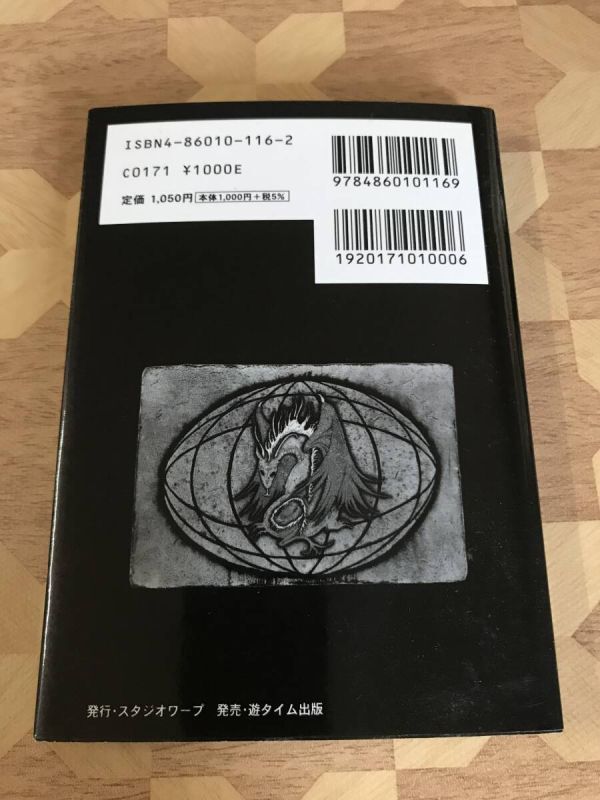 ISBN4-86010-116-2
C0171 ¥1000E
定価 1,050円 本体1,000円+税5%
9784860101169
1920171010006
発行・スタジオワープ 発売・遊タイム出版